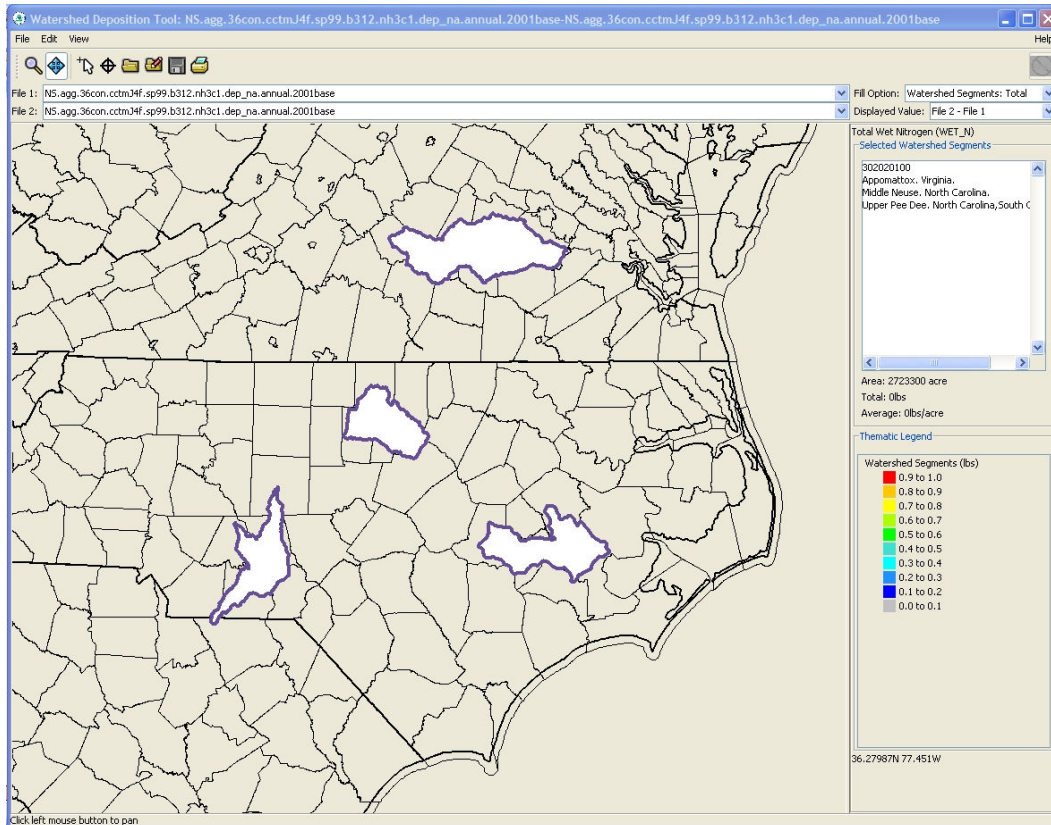 Watershed Deposition Tool: NS.agg.36con.cctmJ4f.sp99.b312.nh3c1.dep_na.annual.2001base-NS.agg.36con.cctmJ4f.sp99.b312.nh3c1.dep_na.annual.2001base
File Edit View Help
File 1: NS.agg.36con.cctmJ4f.sp99.b312.nh3c1.dep_na.annual.2001base Fill Option: Watershed Segments: Total
File 2: NS.agg.36con.cctmJ4f.sp99.b312.nh3c1.dep_na.annual.2001base Displayed Value: File 2 - File 1
Total Wet Nitrogen (WET_N)
Selected Watershed Segments
302020100
Appomattox. Virginia.
Middle Neuse. North Carolina.
Upper Pee Dee. North Carolina,South C
Area: 2723300 acre
Total: 0lbs
Average: 0lbs/acre
Thematic Legend
Watershed Segments (lbs)
0.9 to 1.0
0.8 to 0.9
0.7 to 0.8
0.6 to 0.7
0.5 to 0.6
0.4 to 0.5
0.3 to 0.4
0.2 to 0.3
0.1 to 0.2
0.0 to 0.1
36.27987N 77.451W
Click left mouse button to pan